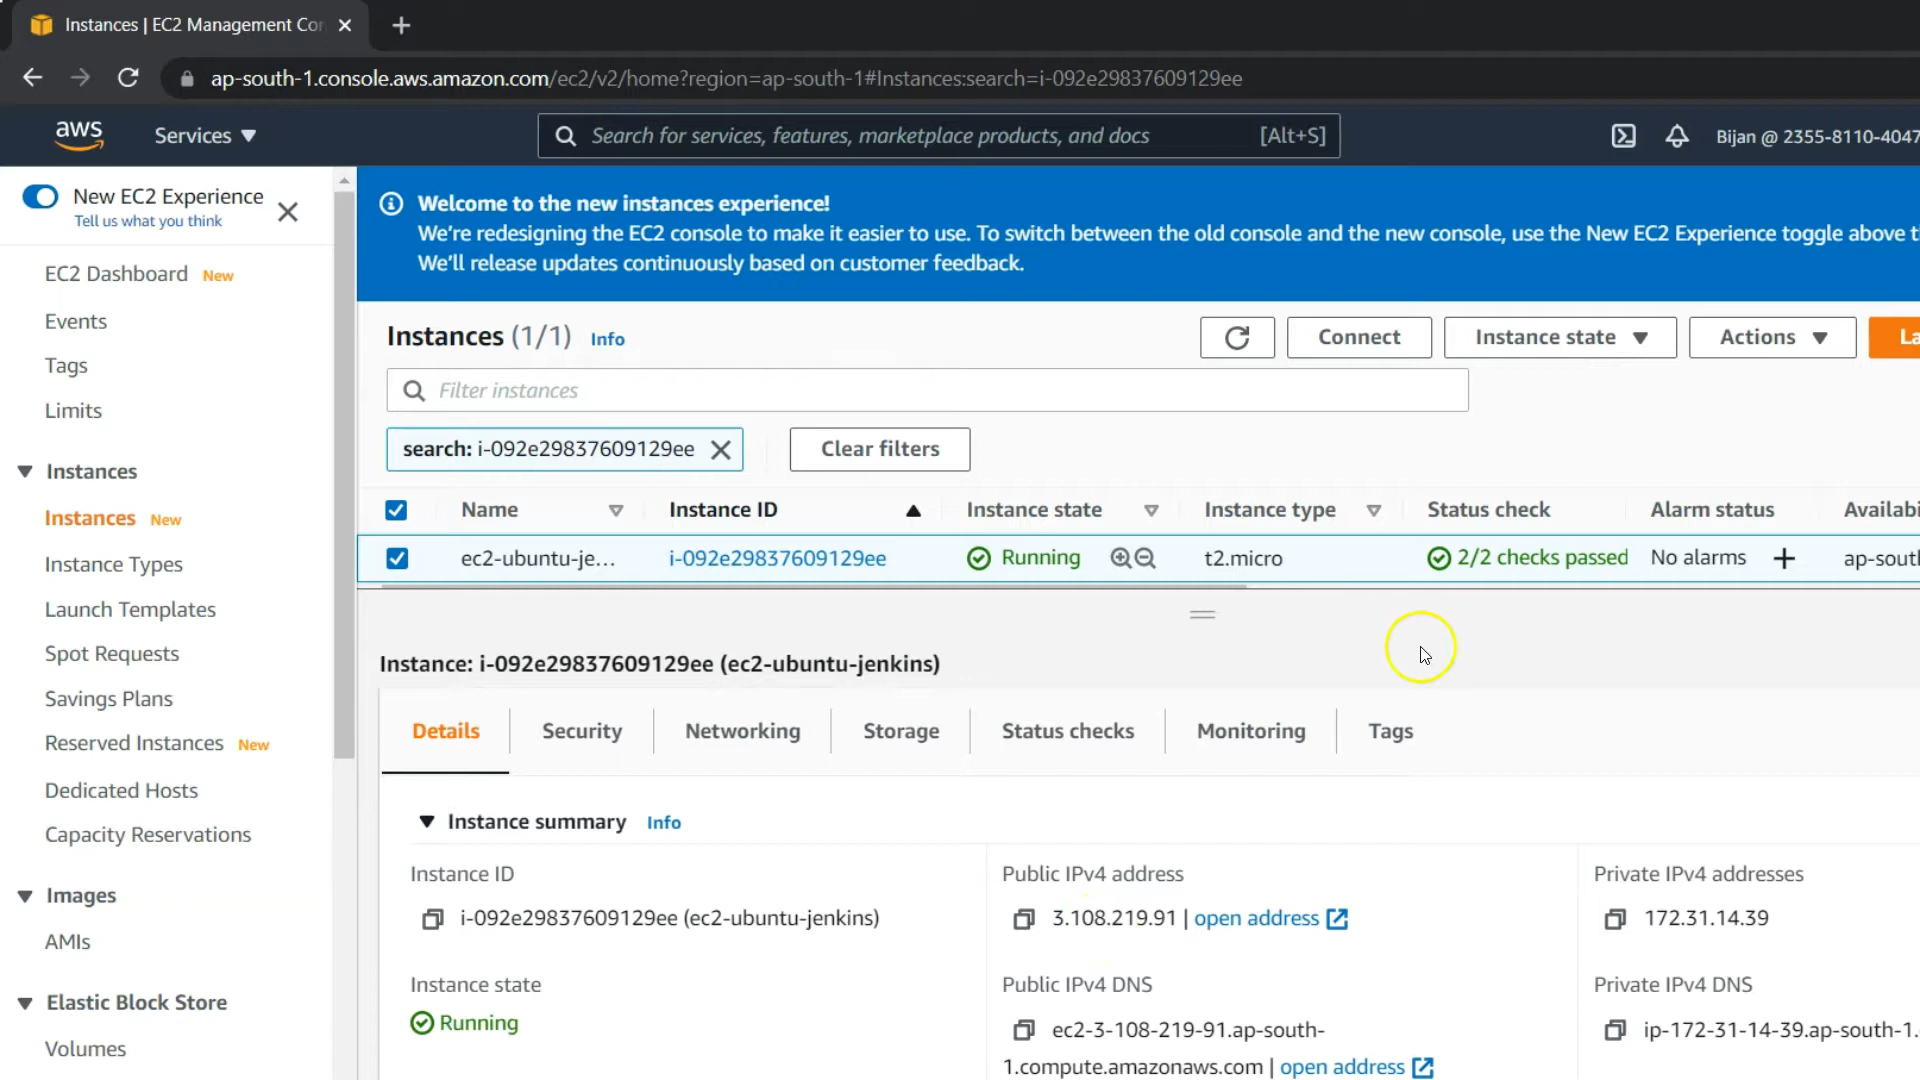 Instances | EC2 Management Co
ap-south-1.console.aws.amazon.com/ec2/v2/home?region=ap-south-1#Instances:search=i-092e29837609129ee
aws
Services
Search for services, features, marketplace products, and docs
[Alt+S]
Bijan @ 2355-8110-4047
New EC2 Experience
Tell us what you think
EC2 Dashboard New
Events
Tags
Limits
Instances
Instances New
Instance Types
Launch Templates
Spot Requests
Savings Plans
Reserved Instances New
Dedicated Hosts
Capacity Reservations
Images
AMIs
Elastic Block Store
Volumes
Welcome to the new instances experience!
We're redesigning the EC2 console to make it easier to use. To switch between the old console and the new console, use the New EC2 Experience toggle above t
We'll release updates continuously based on customer feedback.
Instances (1/1) Info
Connect
Instance state
Actions
La
Filter instances
search: i-092e29837609129ee
Clear filters
Name Instance ID Instance state Instance type Status check Alarm status Availabi
ec2-ubuntu-je... i-092e29837609129ee Running t2.micro 2/2 checks passed No alarms + ap-sout
Instance: i-092e29837609129ee (ec2-ubuntu-jenkins)
Details Security Networking Storage Status checks Monitoring Tags
Instance summary Info
Instance ID
i-092e29837609129ee (ec2-ubuntu-jenkins)
Instance state
Running
Public IPv4 address
3.108.219.91 | open address
Public IPv4 DNS
ec2-3-108-219-91.ap-south-
1.compute.amazonaws.com | open address
Private IPv4 addresses
172.31.14.39
Private IPv4 DNS
ip-172-31-14-39.ap-south-1.